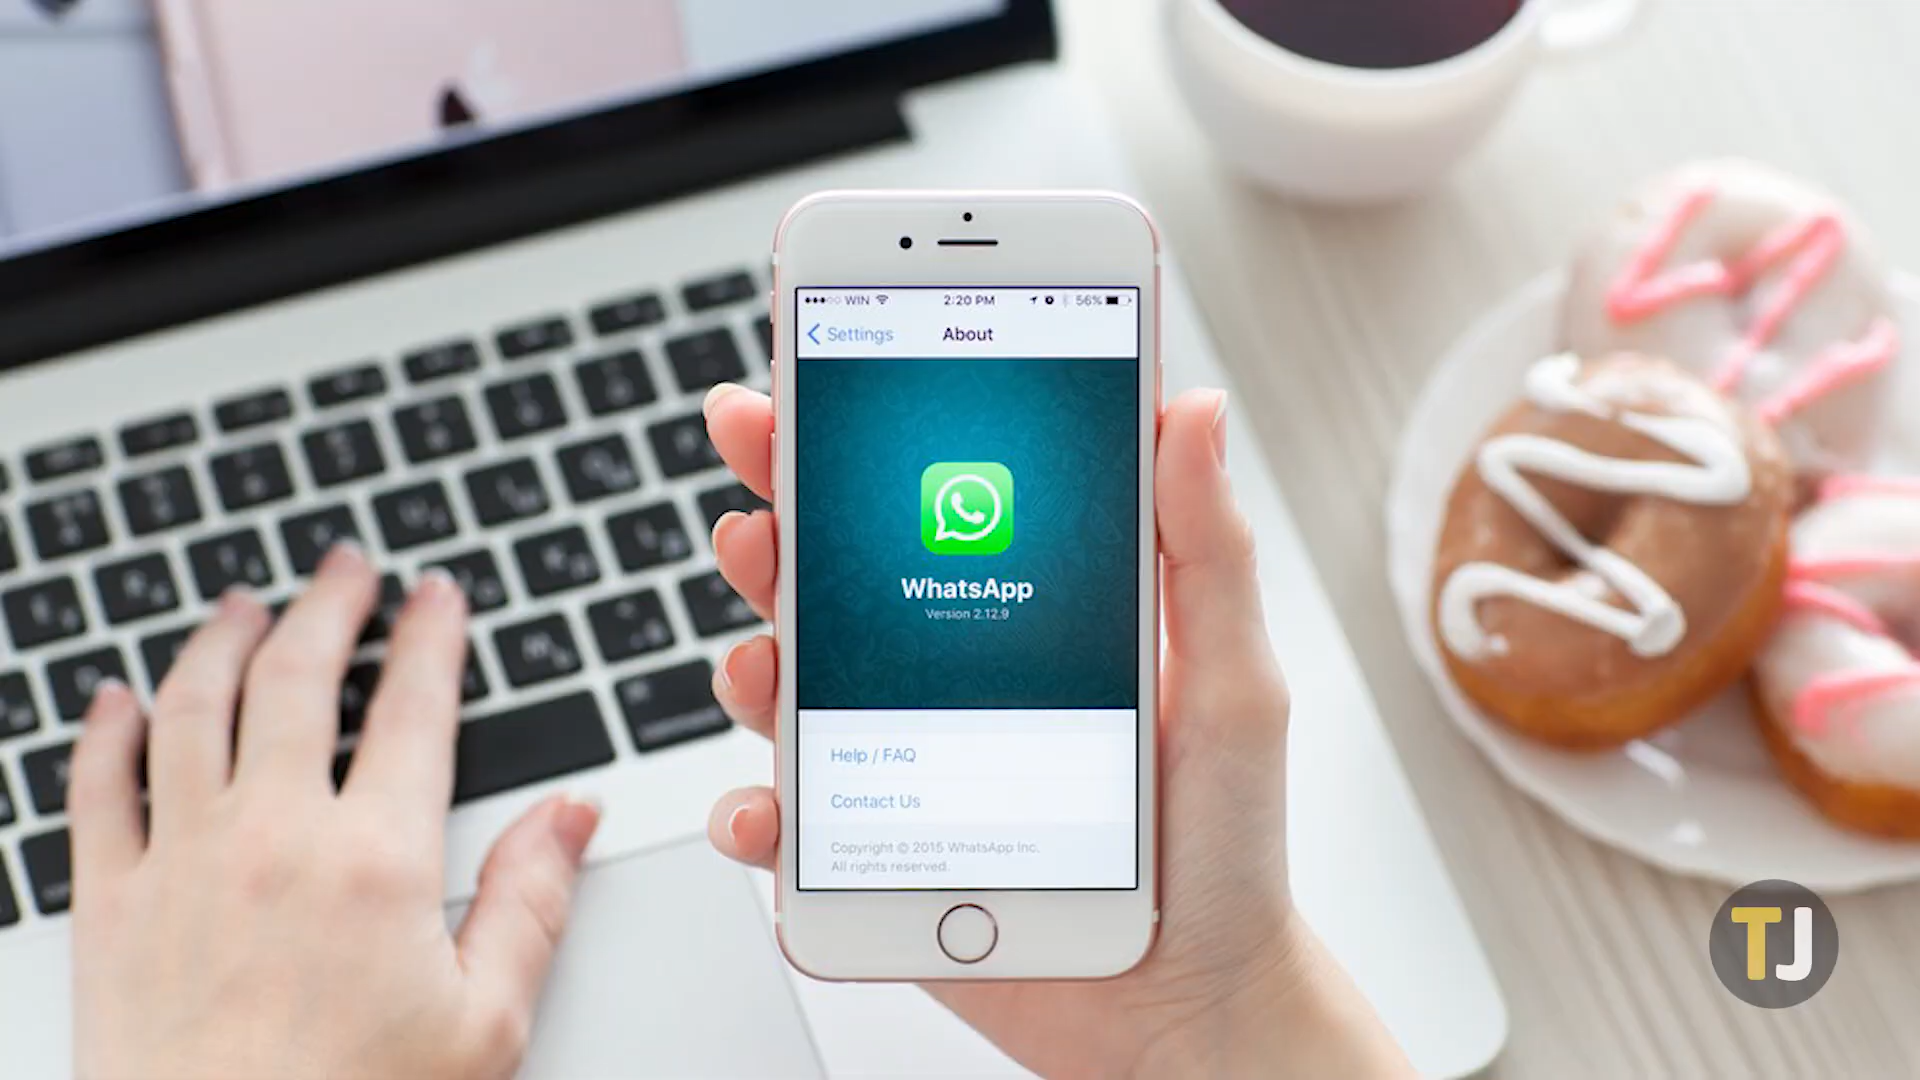 WIN
2:20 PM
56%
Settings
About
WhatsApp
Version 2.12.9
Help / FAQ
Contact Us
Copyright © 2015 WhatsApp Inc.
All rights reserved.
TJ